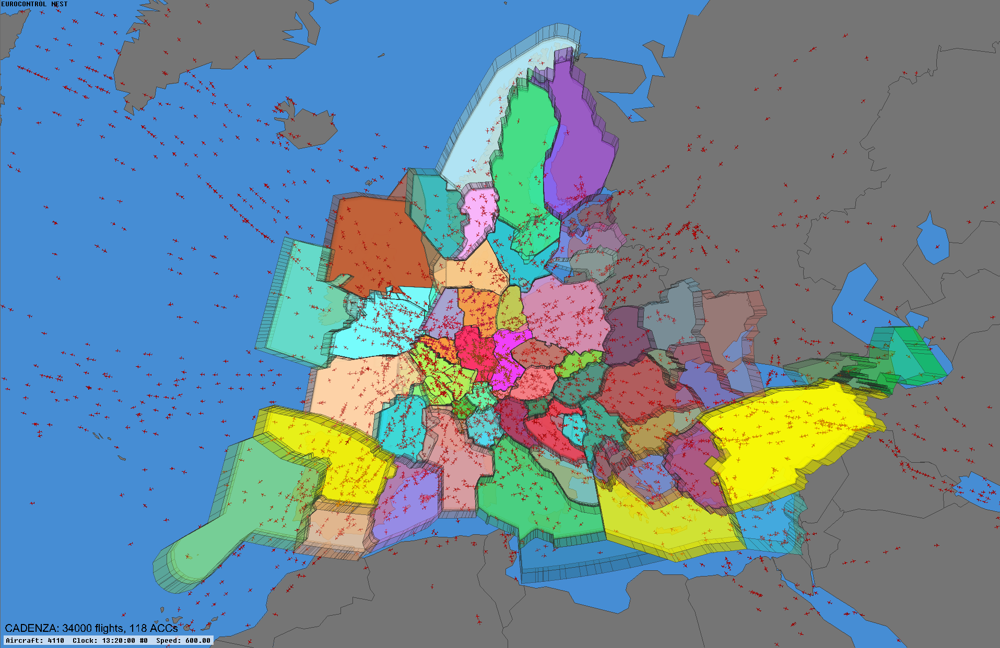 EUROCONTROL NEST
CADENZA: 34000 flights, 118 ACCs
Aircraft: 4110 Clock: 13:20:00 #0 Speed: 600.00